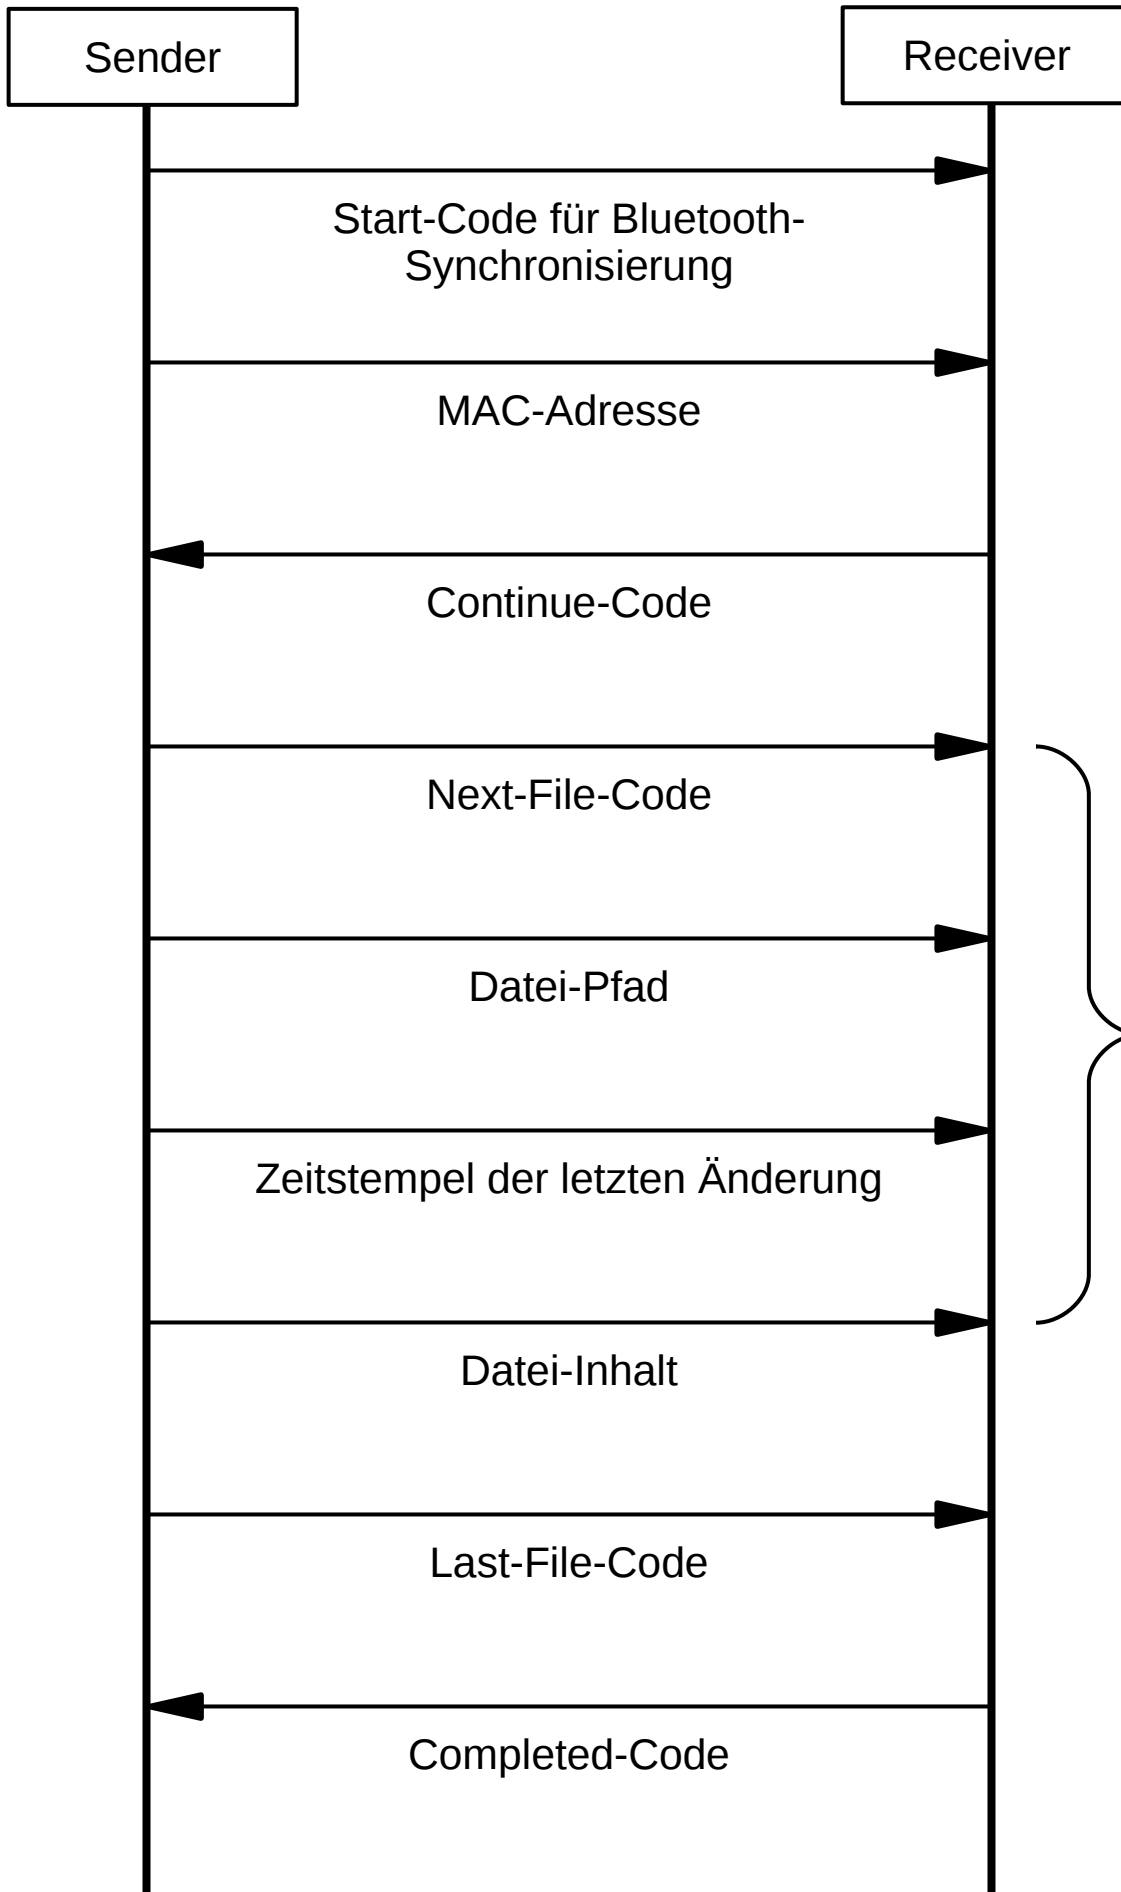 Sender
Receiver
Start-Code für Bluetooth-
Synchronisierung
MAC-Adresse
Continue-Code
Next-File-Code
Datei-Pfad
Zeitstempel der letzten Änderung
Datei-Inhalt
Last-File-Code
Completed-Code